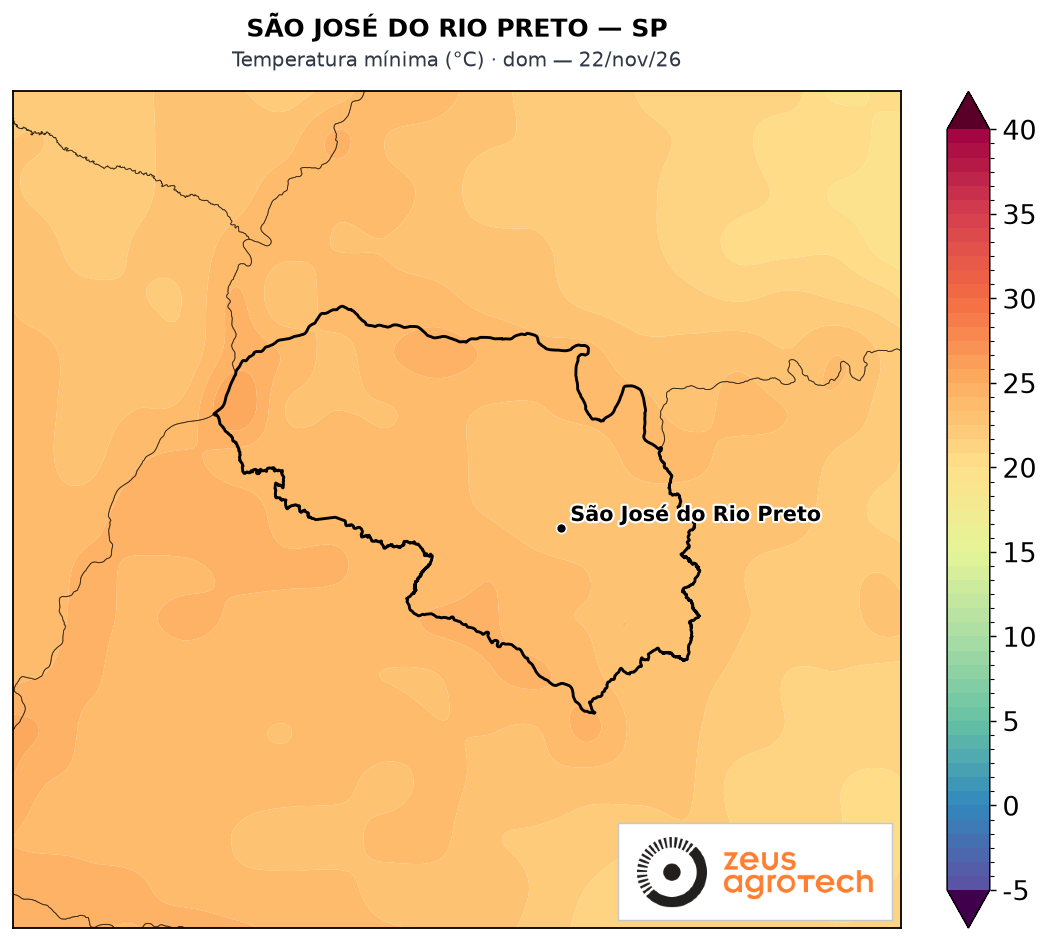 SÃO JOSÉ DO RIO PRETO — SP
Temperatura mínima (°C) · dom — 22/nov/26
40
35
30
25
20
15
10
5
0
-5
São José do Rio Preto
zeus
agrotech